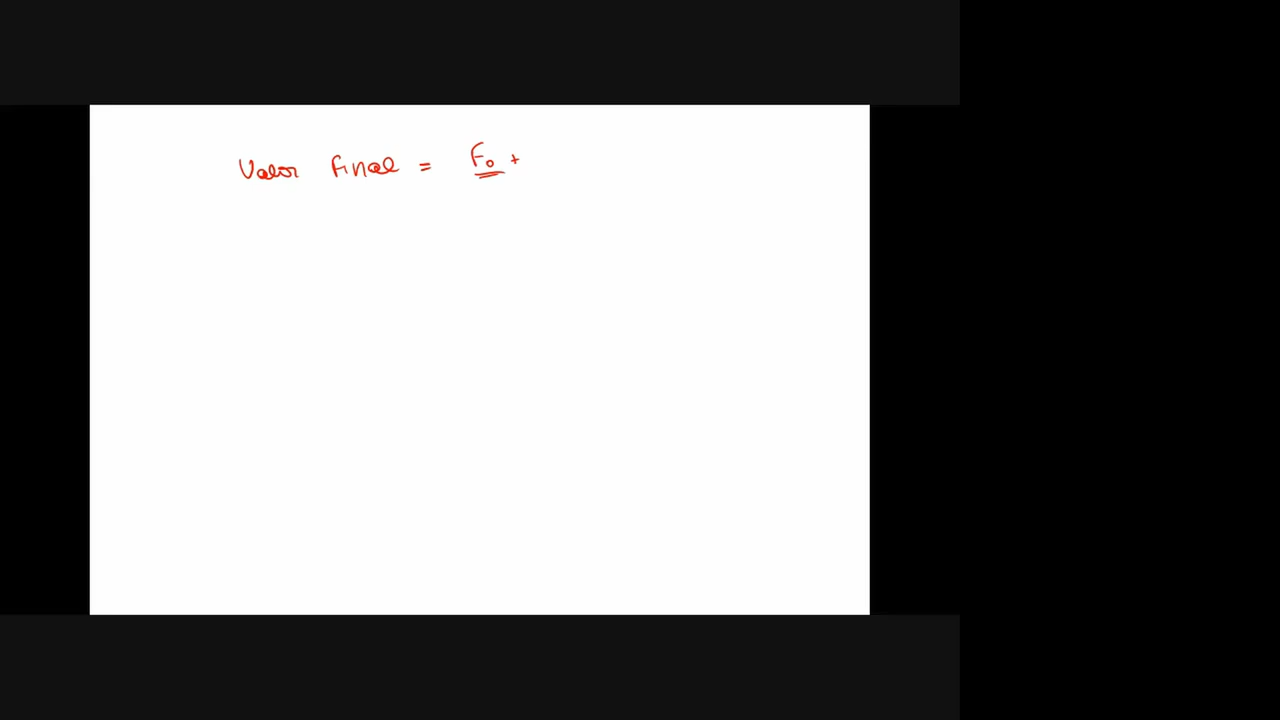 Valor Final = F₀ +